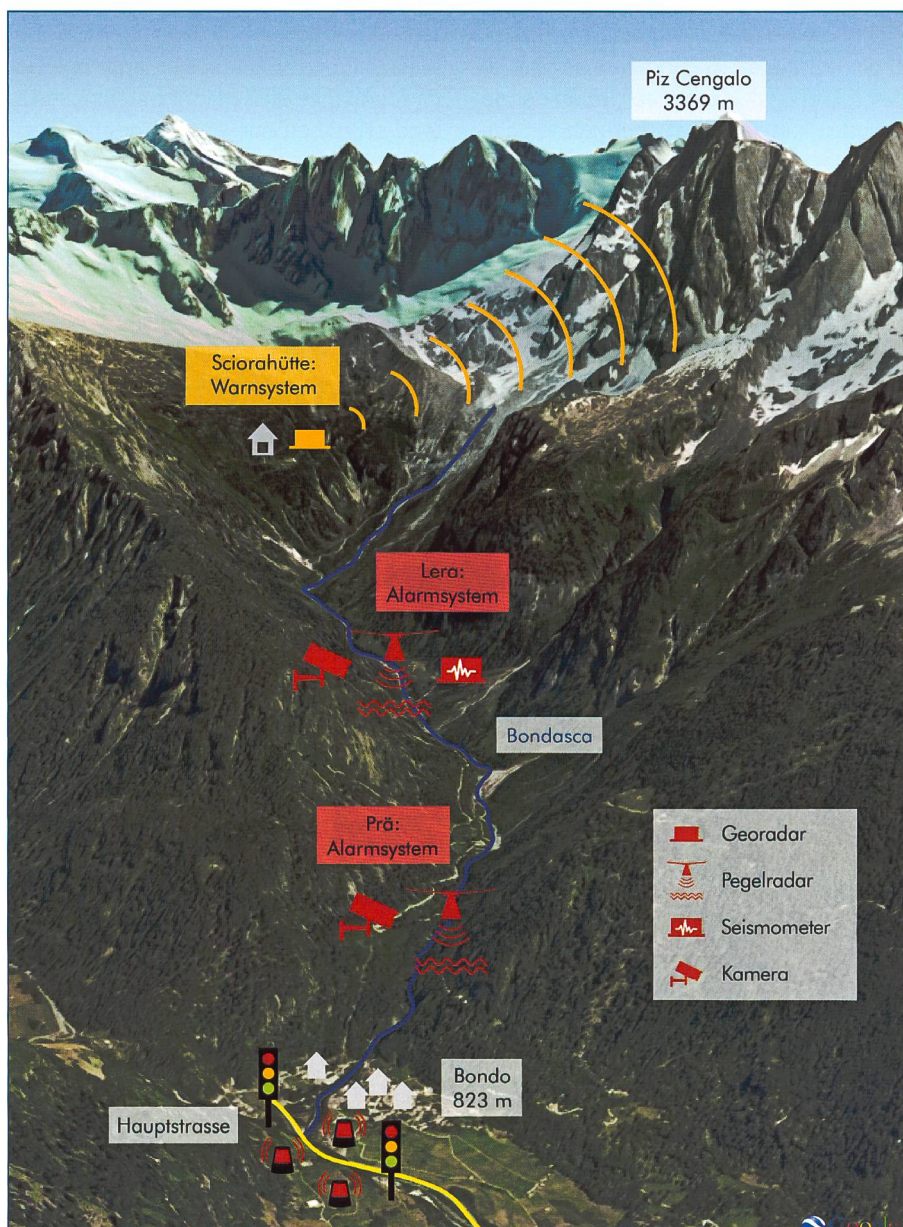 Piz Cengalo
3369 m
Sciorahütte:
Warnsystem
Lera:
Alarmsystem
Bondasca
Prä:
Alarmsystem
Georadar
Pegelradar
Seismometer
Kamera
Bondo
823 m
Hauptstrasse